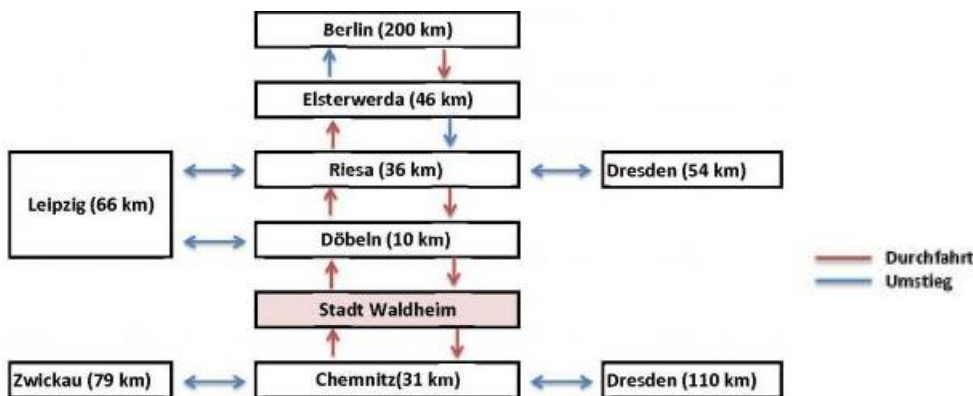 Berlin (200 km)
Elsterwerda (46 km)
Riesa (36 km)
Dresden (54 km)
Leipzig (66 km)
Döbeln (10 km)
Durchfahrt
Umstieg
Stadt Waldheim
Zwickau (79 km)
Chemnitz(31 km)
Dresden (110 km)